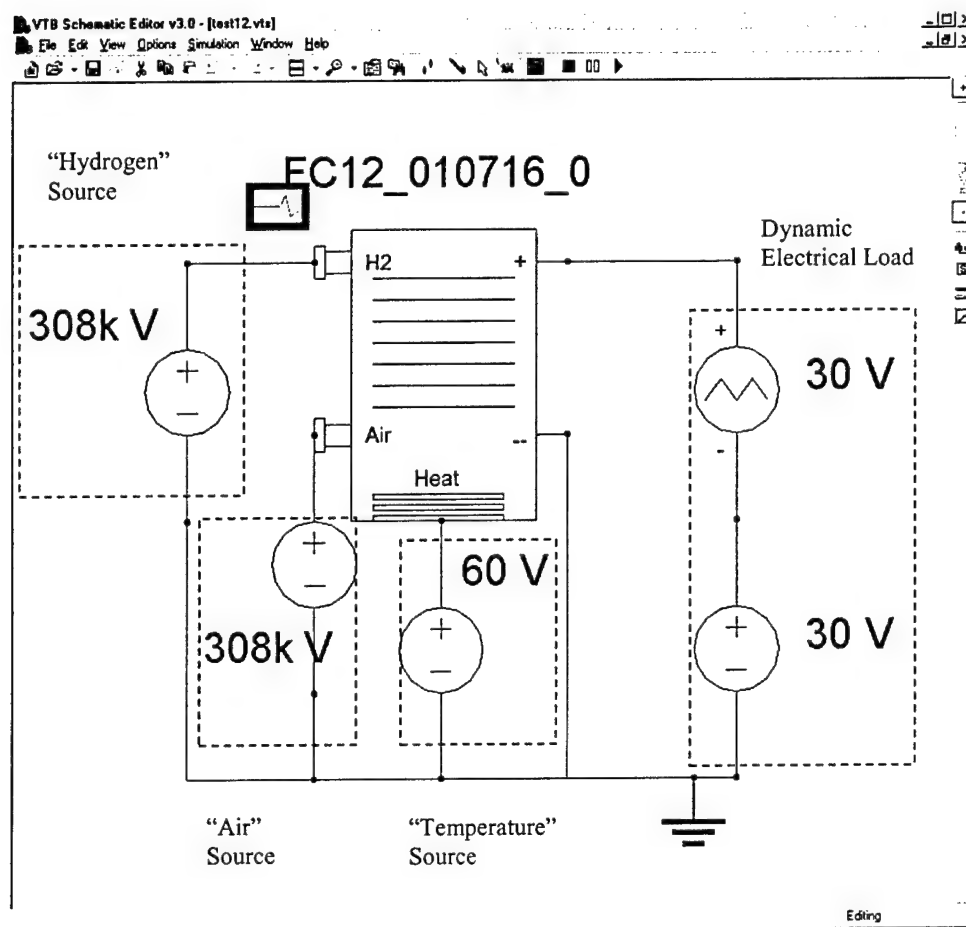 VTB Schematic Editor v3.0 - [test12.vts]
File Edit View Options Simulation Window Help
“Hydrogen”
Source
FC12_010716_0
Dynamic
Electrical Load
H2
+
308k V
+
30 V
+
−
-
Air
--
Heat
+
−
60 V
308k V
+
−
+
−
30 V
“Air”
Source
“Temperature”
Source
Editing